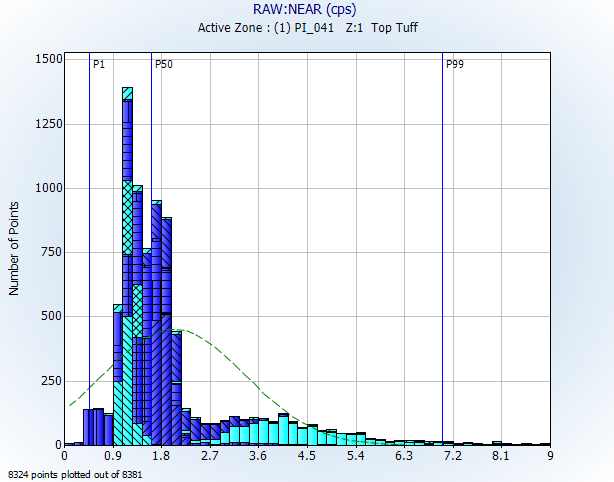 RAW:NEAR (cps)
Active Zone : (1) PI_041 Z:1 Top Tuff
P1 P50 P99
1500
1250
1000
750
500
250
0
Number of Points
0 0.9 1.8 2.7 3.6 4.5 5.4 6.3 7.2 8.1 9
8324 points plotted out of 8381